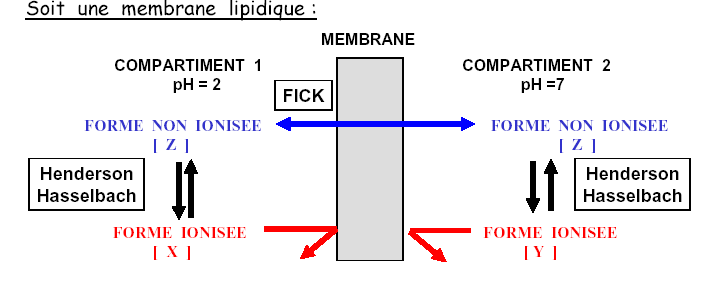 Soit une membrane lipidique :
MEMBRANE
COMPARTIMENT 1
pH = 2
COMPARTIMENT 2
pH =7
FICK
FORME NON IONISEE
[ Z ]
FORME NON IONISEE
[ Z ]
Henderson
Hasselbach
Henderson
Hasselbach
FORME IONISEE
[ X ]
FORME IONISEE
[ Y ]